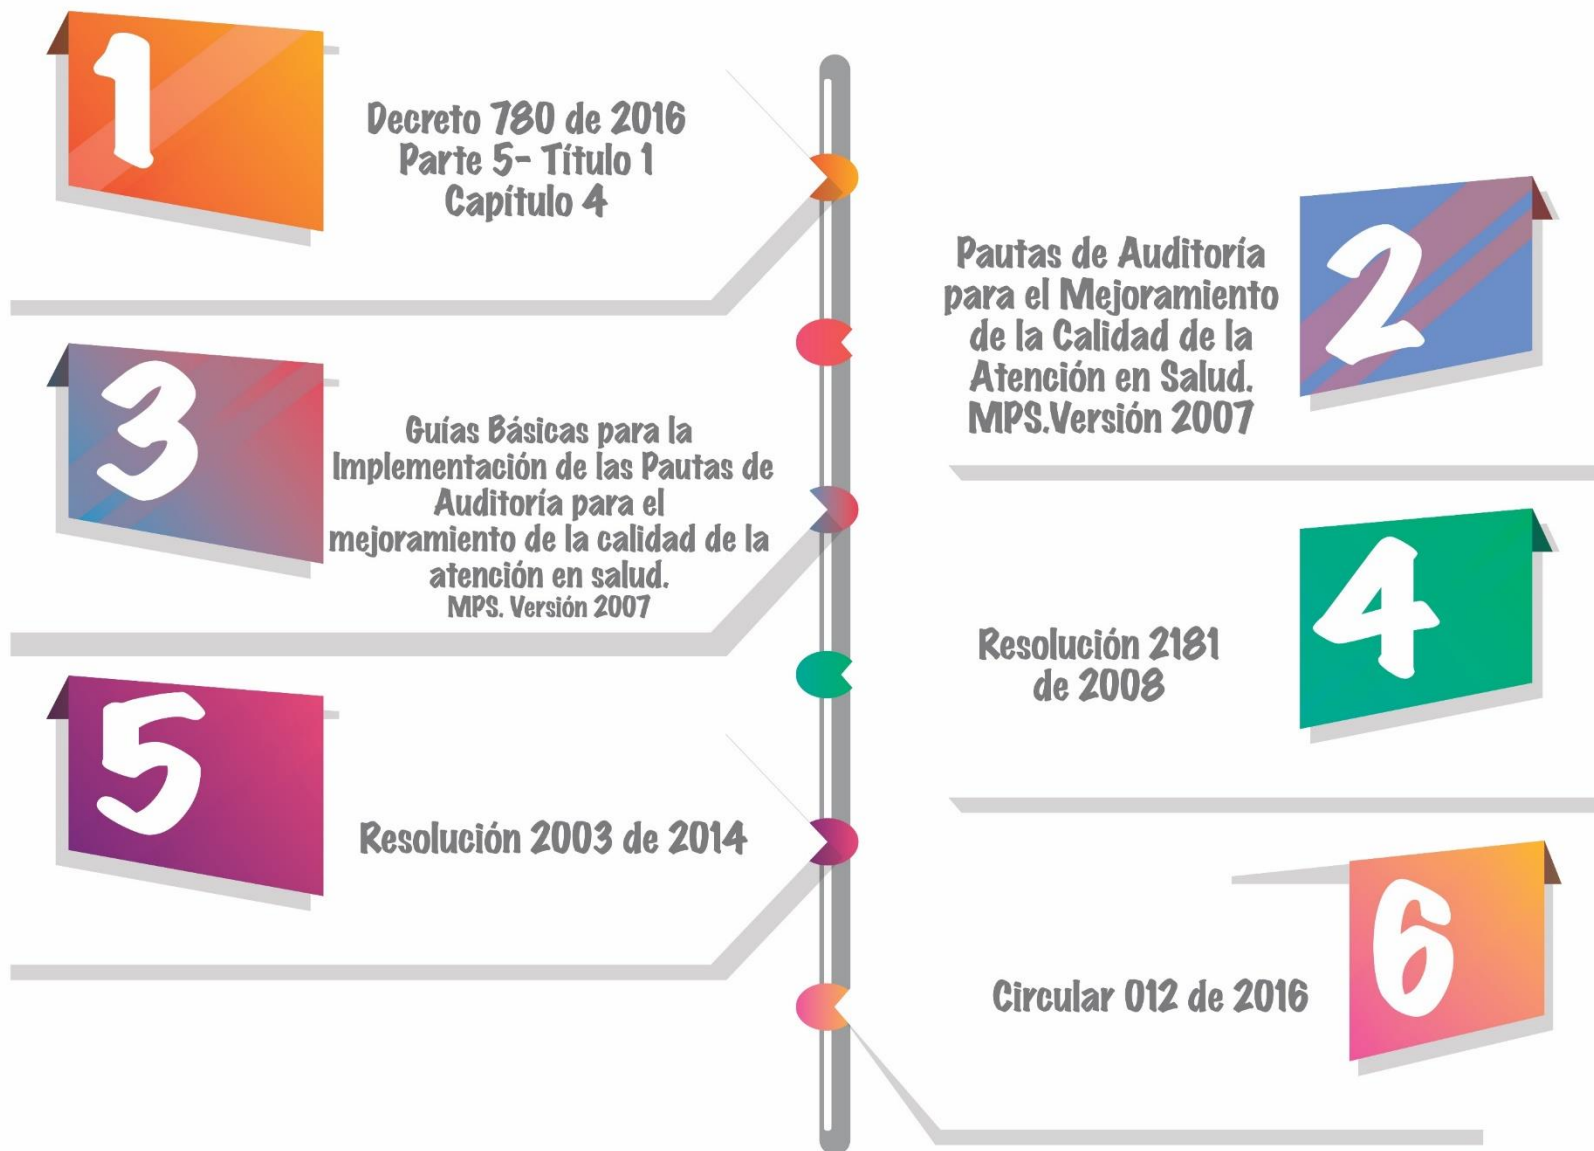 1
Decreto 780 de 2016
Parte 5- Título 1
Capítulo 4
2
Pautas de Auditoría
para el Mejoramiento
de la Calidad de la
Atención en Salud.
MPS.Versión 2007
3
Guías Básicas para la
Implementación de las Pautas de
Auditoría para el
mejoramiento de la calidad de la
atención en salud.
MPS. Versión 2007
4
Resolución 2181
de 2008
5
Resolución 2003 de 2014
6
Circular 012 de 2016